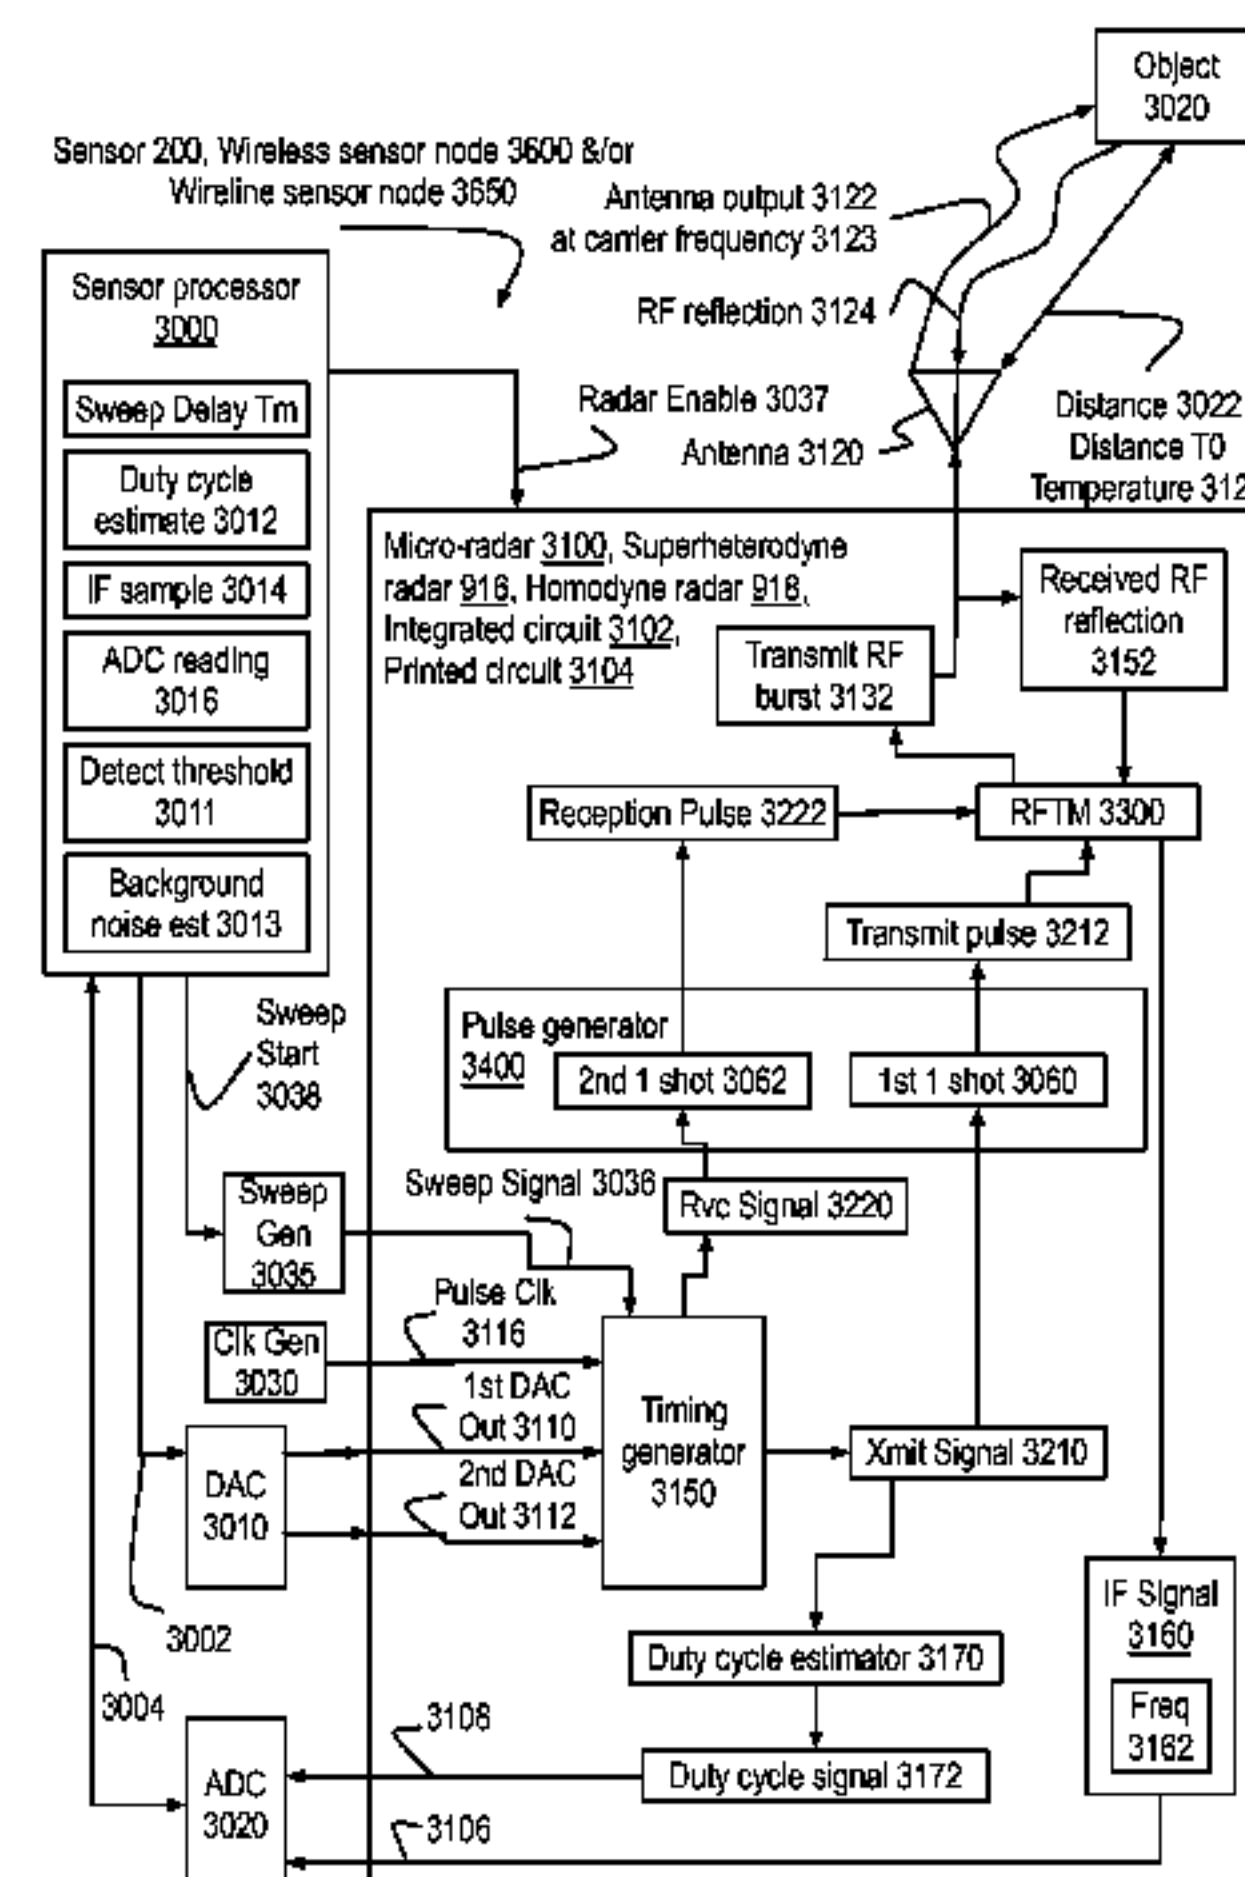 Object
3020
Sensor 200, Wireless sensor node 3600 &/or
Wireline sensor node 3650
Antenna output 3122
at carrier frequency 3123
RF reflection 3124
Sensor processor
3000
Sweep Delay Tm
Duty cycle
estimate 3012
IF sample 3014
ADC reading
3016
Detect threshold
3011
Background
noise est 3013
Radar Enable 3037
Antenna 3120
Distance 3022
Distance T0
Temperature 312
Micro-radar 3100, Superheterodyne
radar 916, Homodyne radar 918,
Integrated circuit 3102,
Printed circuit 3104
Transmit RF
burst 3132
Received RF
reflection
3152
Reception Pulse 3222
RFTM 3300
Transmit pulse 3212
Pulse generator
3400
2nd 1 shot 3062
1st 1 shot 3060
Sweep
Start
3038
Sweep Signal 3036
Rvc Signal 3220
Sweep
Gen
3035
Pulse Clk
3116
Clk Gen
3030
1st DAC
Out 3110
2nd DAC
Out 3112
Timing
generator
3150
Xmit Signal 3210
DAC
3010
3002
3004
IF Signal
3160
Freq
3162
Duty cycle estimator 3170
3108
Duty cycle signal 3172
ADC
3020
3106